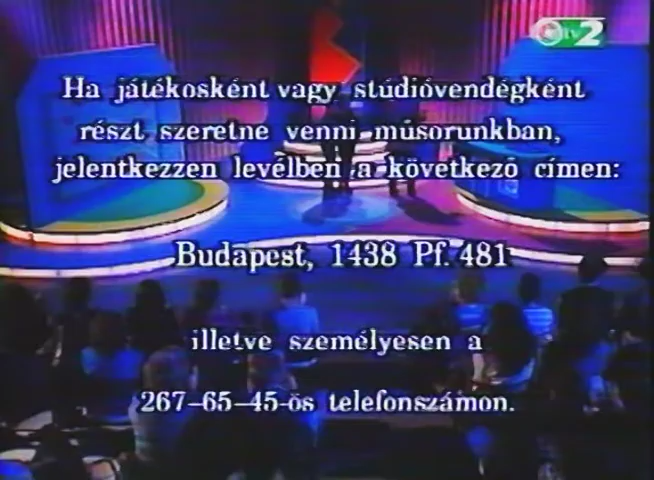 tv2
Ha játékosként vagy stúdióvendégként
részt szeretne venni műsorunkban,
jelentkezzen levélben a következő címen:
Budapest, 1438 Pf. 481
illetve személyesen a
267-65-45-ös telefonszámon.